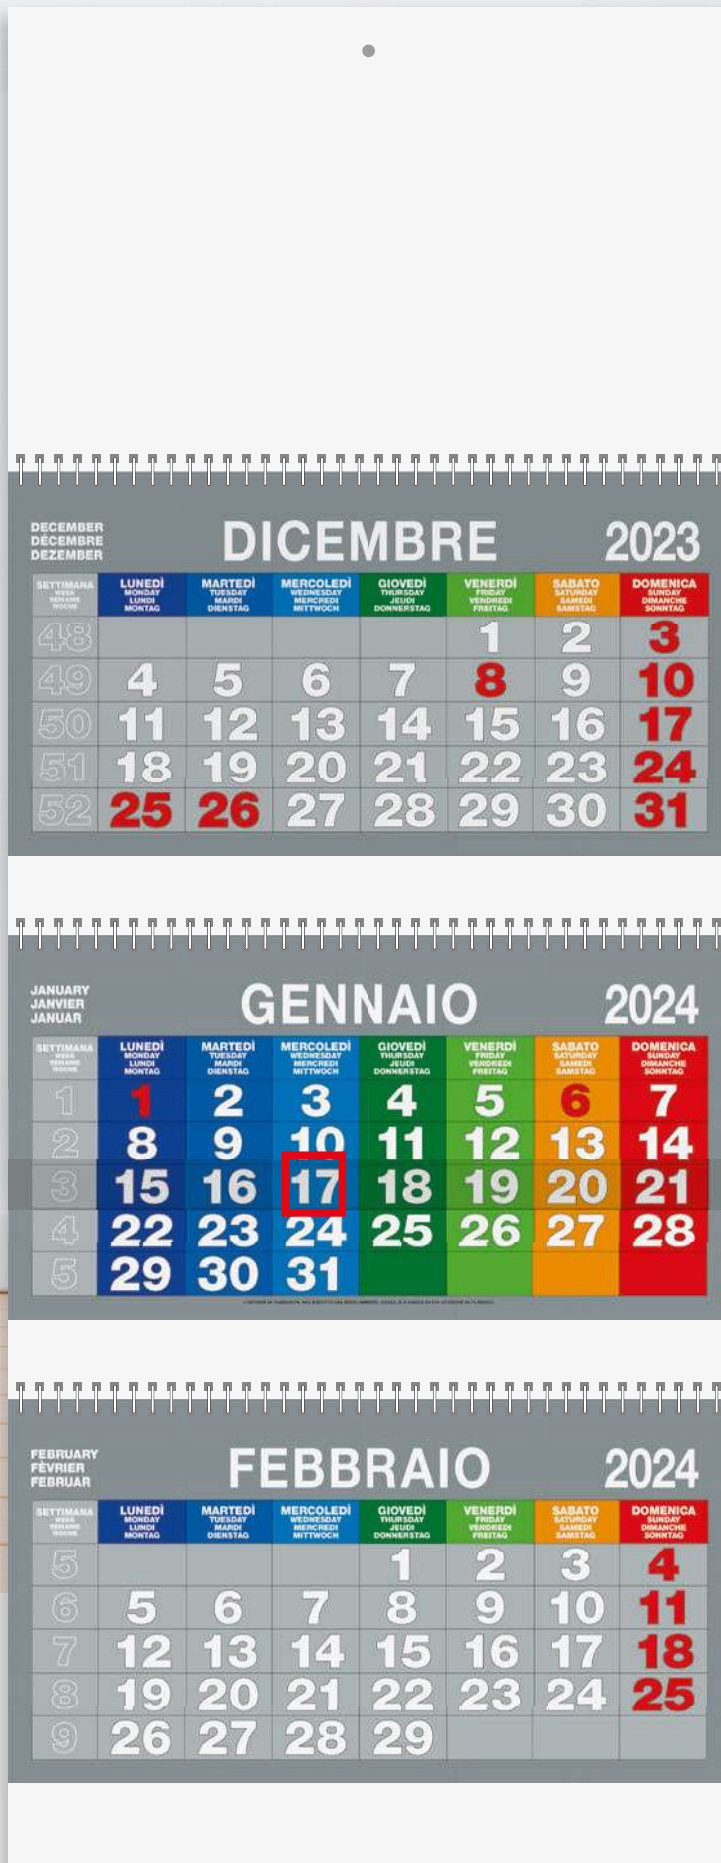 DECEMBER
DÉCEMBRE
DEZEMBER
DICEMBRE 2023
SETTIMANA LUNEDÌ MARTEDÌ MERCOLEDÌ GIOVEDÌ VENERDÌ SABATO DOMENICA
WEEK MONDAY TUESDAY WEDNESDAY THURSDAY FRIDAY SATURDAY SUNDAY
SEMAINE LUNDI MARDI MERCREDI JEUDI VENDREDI SAMEDI DIMANCHE
WOCHE MONTAG DIENSTAG MITTWOCH DONNERSTAG FREITAG SAMSTAG SONNTAG
48 1 2 3
49 4 5 6 7 8 9 10
50 11 12 13 14 15 16 17
51 18 19 20 21 22 23 24
52 25 26 27 28 29 30 31
JANUARY
JANVIER
JANUAR
GENNAIO 2024
SETTIMANA LUNEDÌ MARTEDÌ MERCOLEDÌ GIOVEDÌ VENERDÌ SABATO DOMENICA
WEEK MONDAY TUESDAY WEDNESDAY THURSDAY FRIDAY SATURDAY SUNDAY
SEMAINE LUNDI MARDI MERCREDI JEUDI VENDREDI SAMEDI DIMANCHE
WOCHE MONTAG DIENSTAG MITTWOCH DONNERSTAG FREITAG SAMSTAG SONNTAG
1 1 2 3 4 5 6 7
2 8 9 10 11 12 13 14
3 15 16 17 18 19 20 21
4 22 23 24 25 26 27 28
5 29 30 31
FEBRUARY
FÈVRIER
FEBRUAR
FEBBRAIO 2024
SETTIMANA LUNEDÌ MARTEDÌ MERCOLEDÌ GIOVEDÌ VENERDÌ SABATO DOMENICA
WEEK MONDAY TUESDAY WEDNESDAY THURSDAY FRIDAY SATURDAY SUNDAY
SEMAINE LUNDI MARDI MERCREDI JEUDI VENDREDI SAMEDI DIMANCHE
WOCHE MONTAG DIENSTAG MITTWOCH DONNERSTAG FREITAG SAMSTAG SONNTAG
5 1 2 3 4
6 5 6 7 8 9 10 11
7 12 13 14 15 16 17 18
8 19 20 21 22 23 24 25
9 26 27 28 29